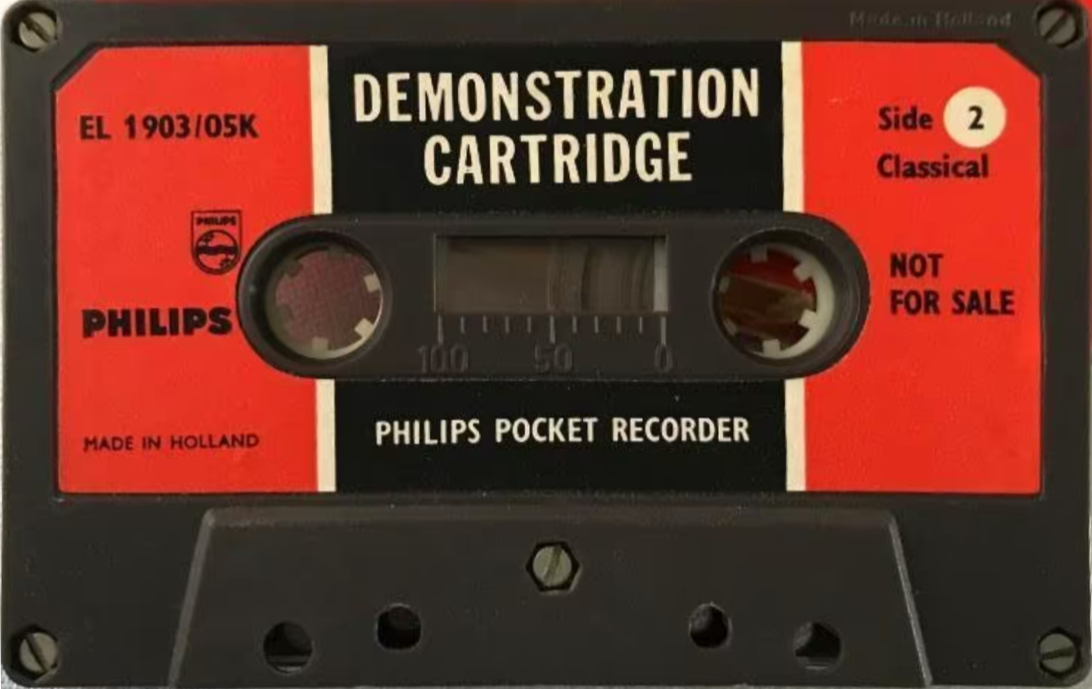 Made in Holland
DEMONSTRATION
CARTRIDGE
EL 1903/05K
Side 2
Classical
PHILIPS
PHILIPS
NOT
FOR SALE
100 50 0
MADE IN HOLLAND
PHILIPS POCKET RECORDER